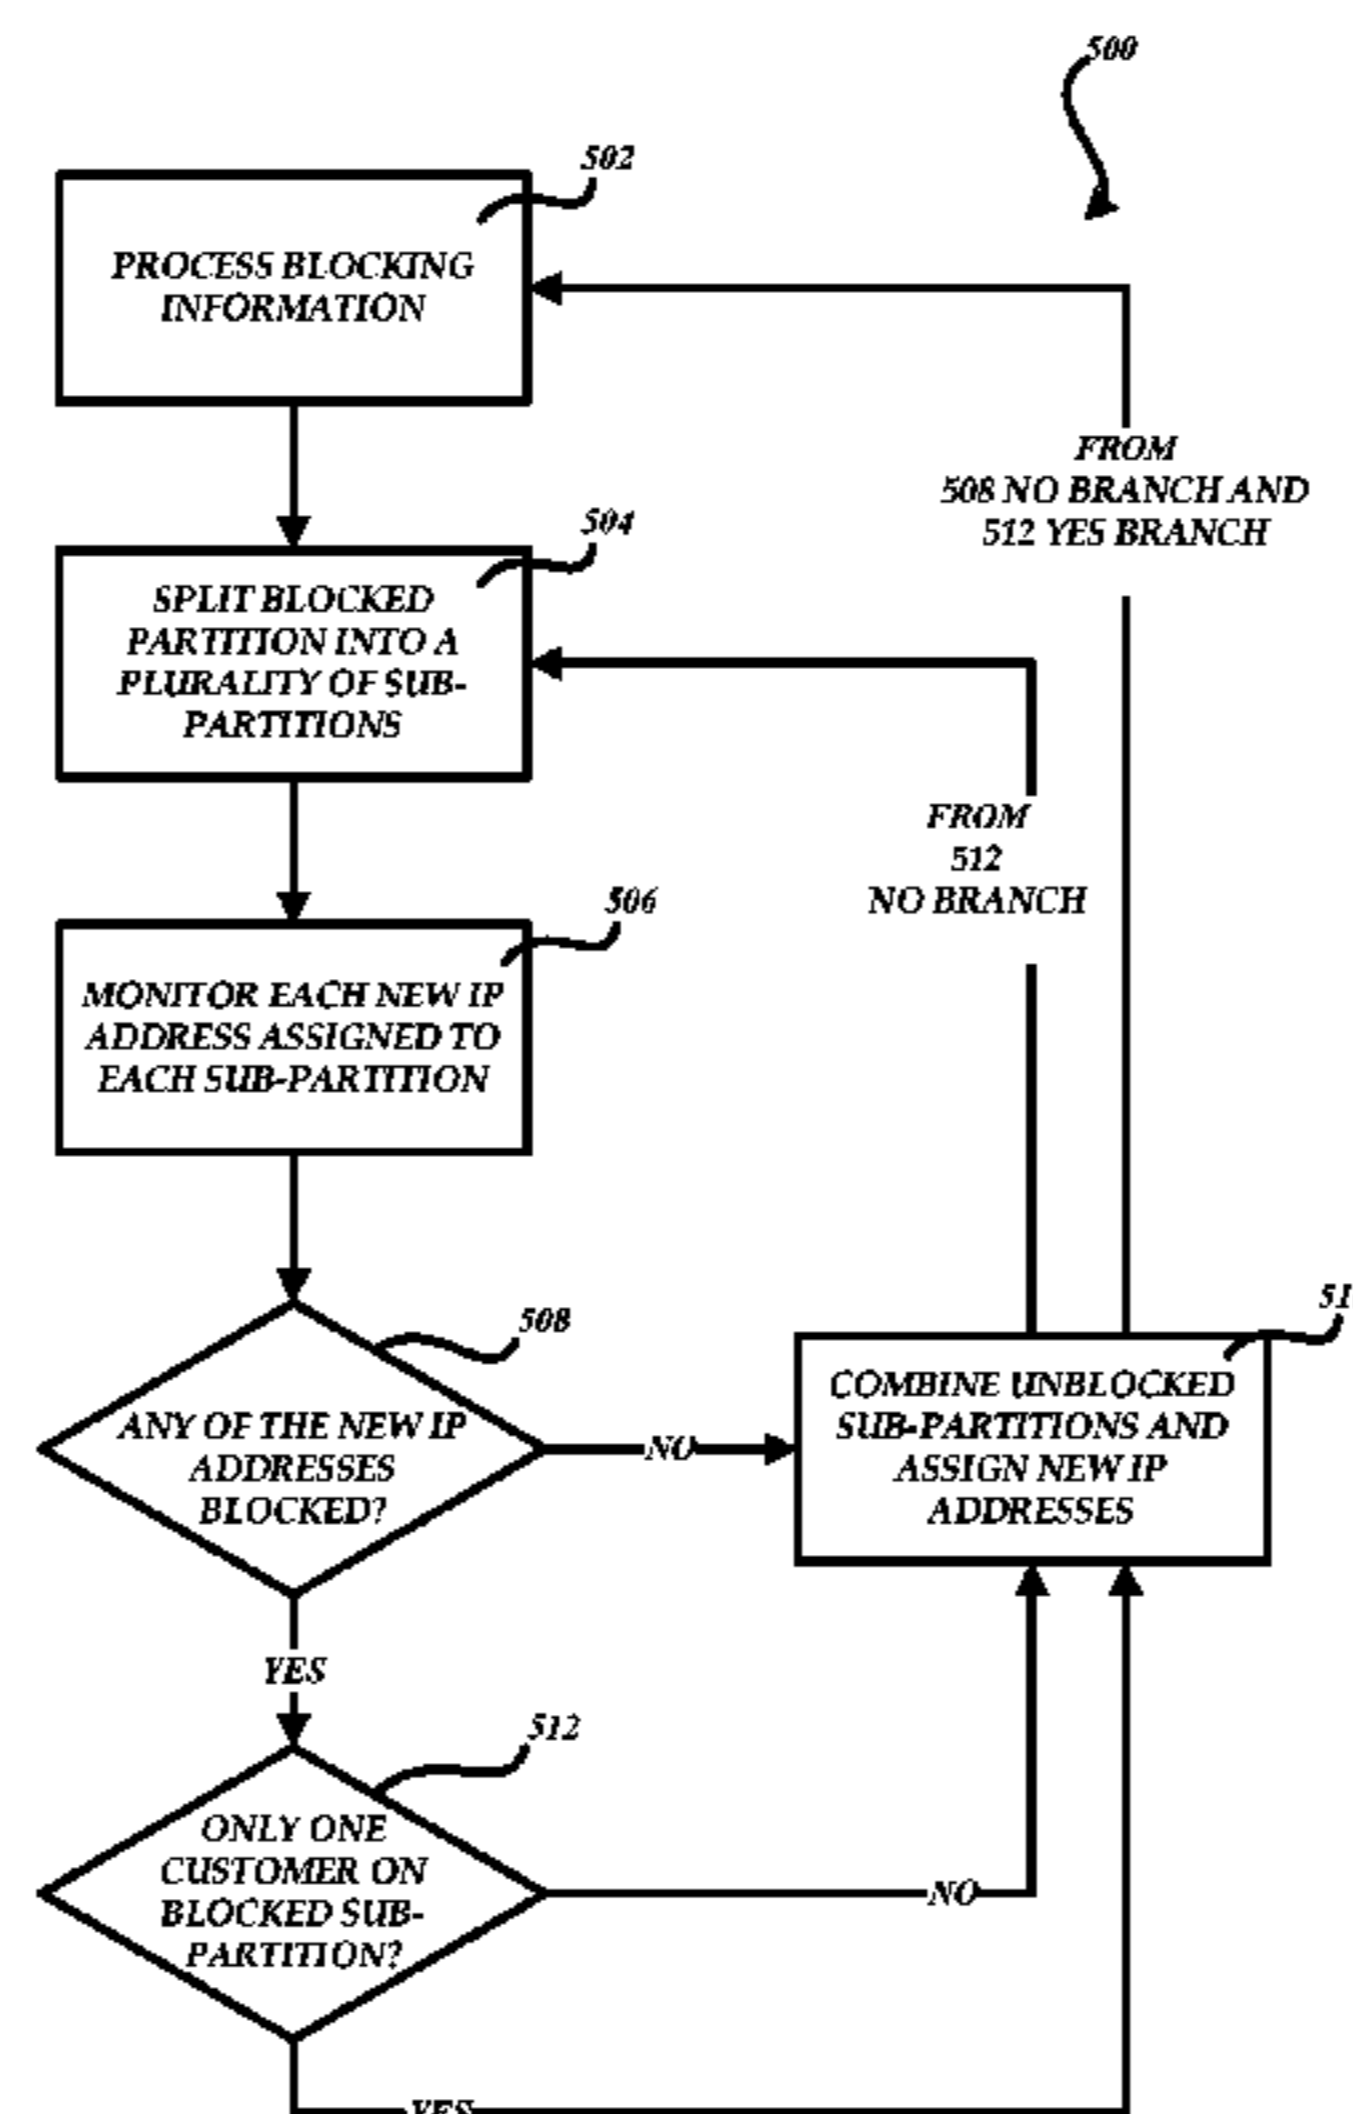 500
502
PROCESS BLOCKING
INFORMATION
FROM
508 NO BRANCH AND
512 YES BRANCH
504
SPLIT BLOCKED
PARTITION INTO A
PLURALITY OF SUB-
PARTITIONS
FROM
512
NO BRANCH
506
MONITOR EACH NEW IP
ADDRESS ASSIGNED TO
EACH SUB-PARTITION
508
ANY OF THE NEW IP
ADDRESSES
BLOCKED?
NO
51
COMBINE UNBLOCKED
SUB-PARTITIONS AND
ASSIGN NEW IP
ADDRESSES
YES
512
ONLY ONE
CUSTOMER ON
BLOCKED SUB-
PARTITION?
NO
YES